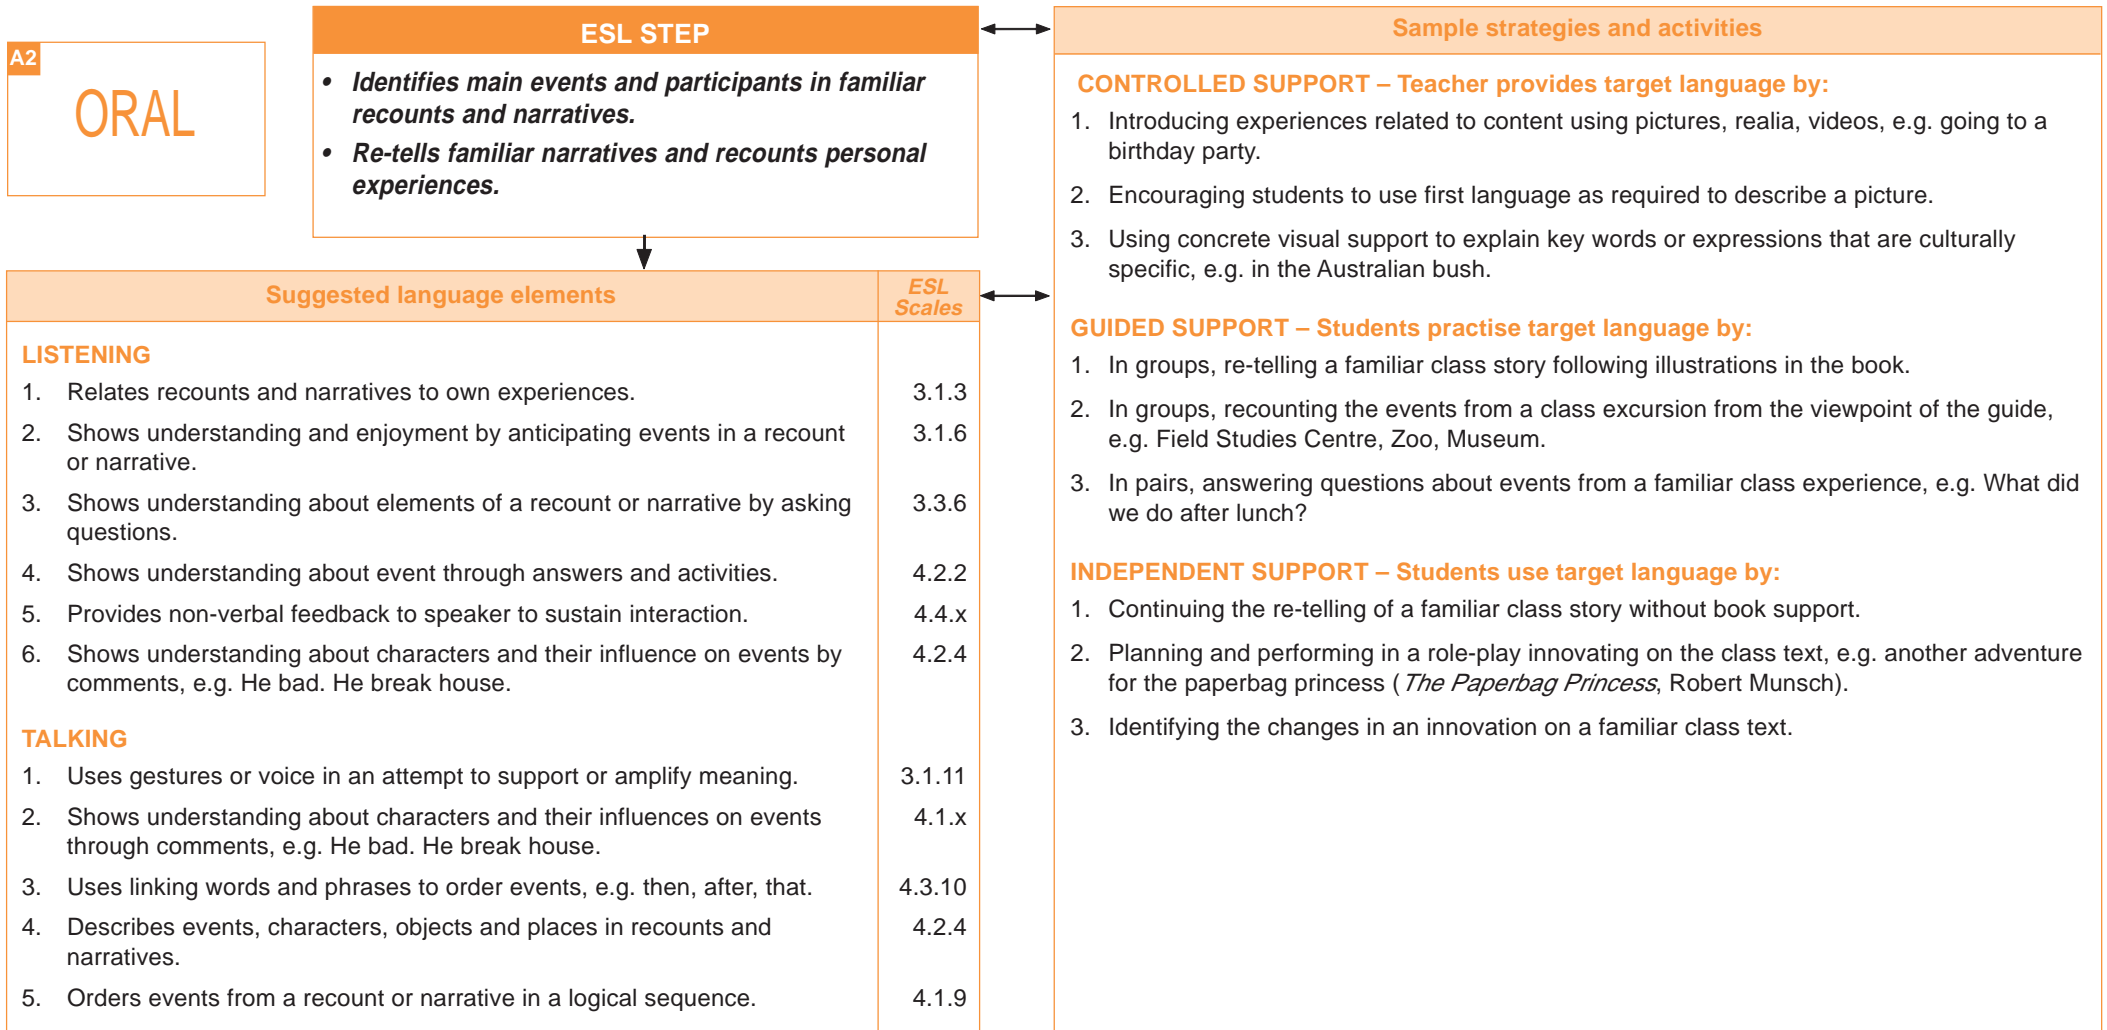 A2
ORAL
ESL STEP
• Identifies main events and participants in familiar
recounts and narratives.
• Re-tells familiar narratives and recounts personal
experiences.
Suggested language elements
ESL
Scales
LISTENING
1. Relates recounts and narratives to own experiences. 3.1.3
2. Shows understanding and enjoyment by anticipating events in a recount 3.1.6
or narrative.
3. Shows understanding about elements of a recount or narrative by asking 3.3.6
questions.
4. Shows understanding about event through answers and activities. 4.2.2
5. Provides non-verbal feedback to speaker to sustain interaction. 4.4.x
6. Shows understanding about characters and their influence on events by 4.2.4
comments, e.g. He bad. He break house.
TALKING
1. Uses gestures or voice in an attempt to support or amplify meaning. 3.1.11
2. Shows understanding about characters and their influences on events 4.1.x
through comments, e.g. He bad. He break house.
3. Uses linking words and phrases to order events, e.g. then, after, that. 4.3.10
4. Describes events, characters, objects and places in recounts and 4.2.4
narratives.
5. Orders events from a recount or narrative in a logical sequence. 4.1.9
Sample strategies and activities
CONTROLLED SUPPORT – Teacher provides target language by:
1. Introducing experiences related to content using pictures, realia, videos, e.g. going to a
birthday party.
2. Encouraging students to use first language as required to describe a picture.
3. Using concrete visual support to explain key words or expressions that are culturally
specific, e.g. in the Australian bush.
GUIDED SUPPORT – Students practise target language by:
1. In groups, re-telling a familiar class story following illustrations in the book.
2. In groups, recounting the events from a class excursion from the viewpoint of the guide,
e.g. Field Studies Centre, Zoo, Museum.
3. In pairs, answering questions about events from a familiar class experience, e.g. What did
we do after lunch?
INDEPENDENT SUPPORT – Students use target language by:
1. Continuing the re-telling of a familiar class story without book support.
2. Planning and performing in a role-play innovating on the class text, e.g. another adventure
for the paperbag princess (The Paperbag Princess, Robert Munsch).
3. Identifying the changes in an innovation on a familiar class text.